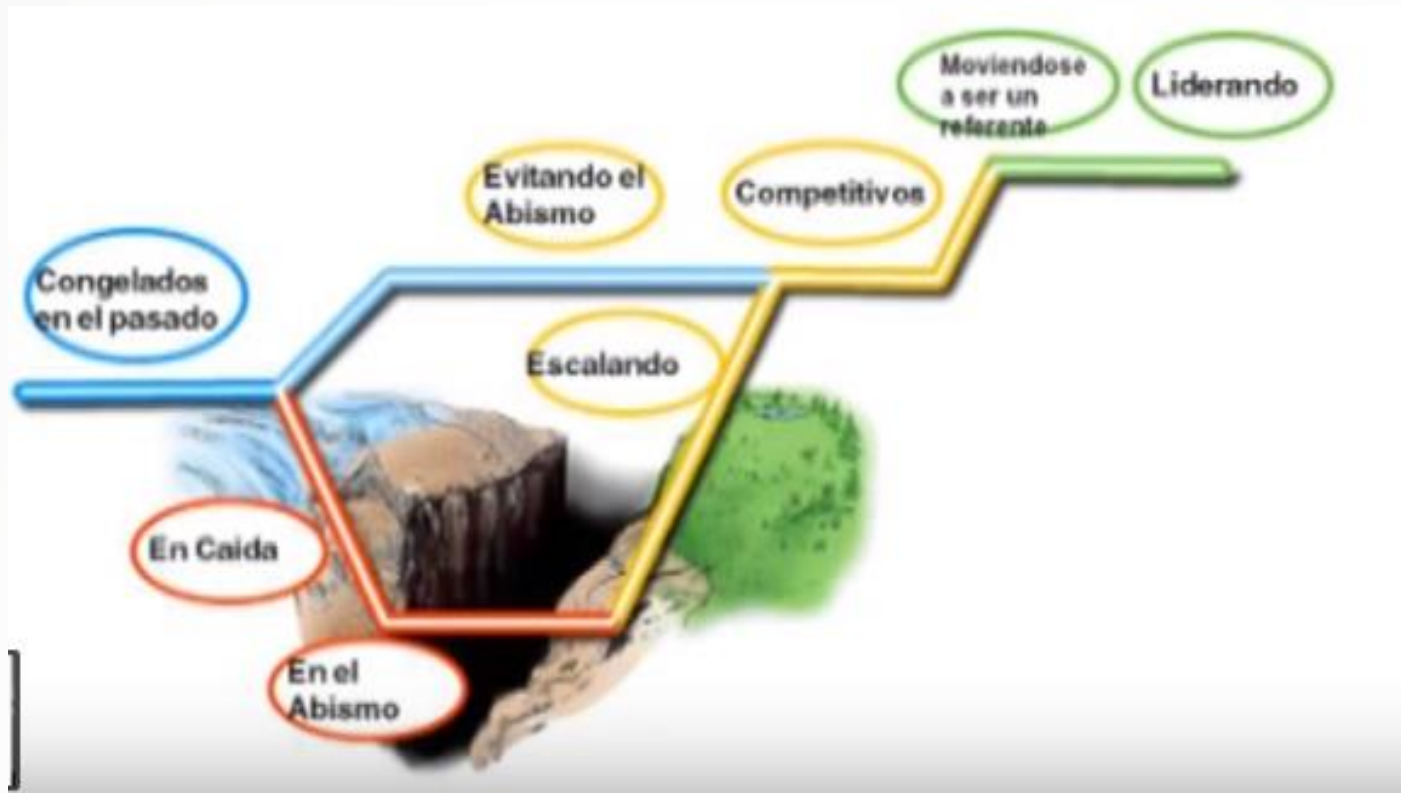 Moviendose
a ser un
referente
Liderando
Evitando el
Abismo
Competitivos
Congelados
en el pasado
Escalando
En Caida
En el
Abismo